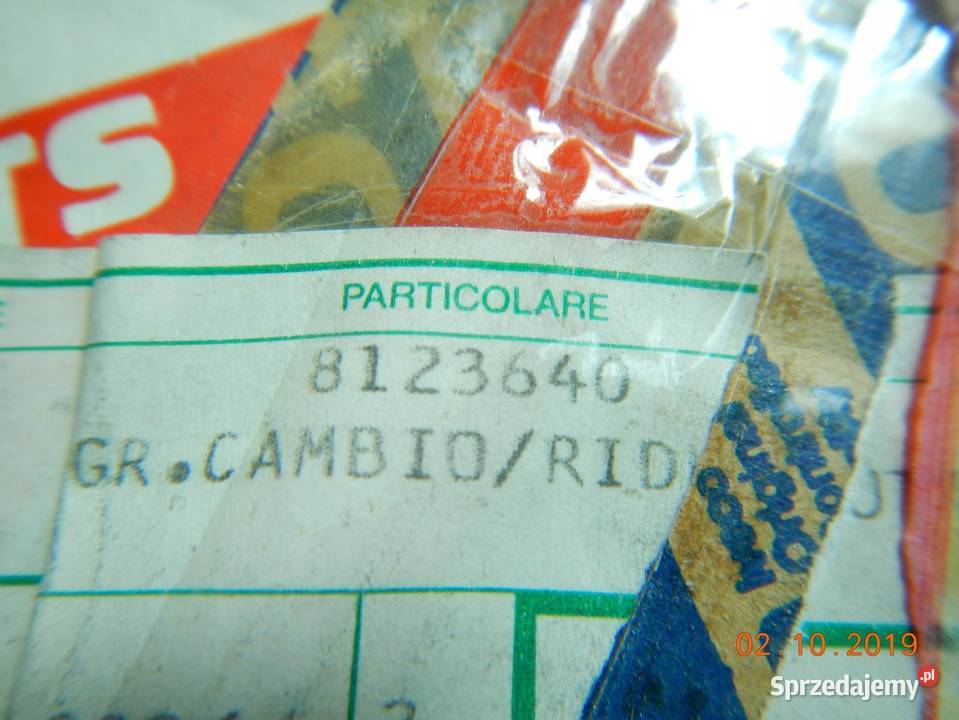 TS
PARTICOLARE
8123640
GR.CAMBIO/RID
02.10.2019
Sprzedajemy.pl